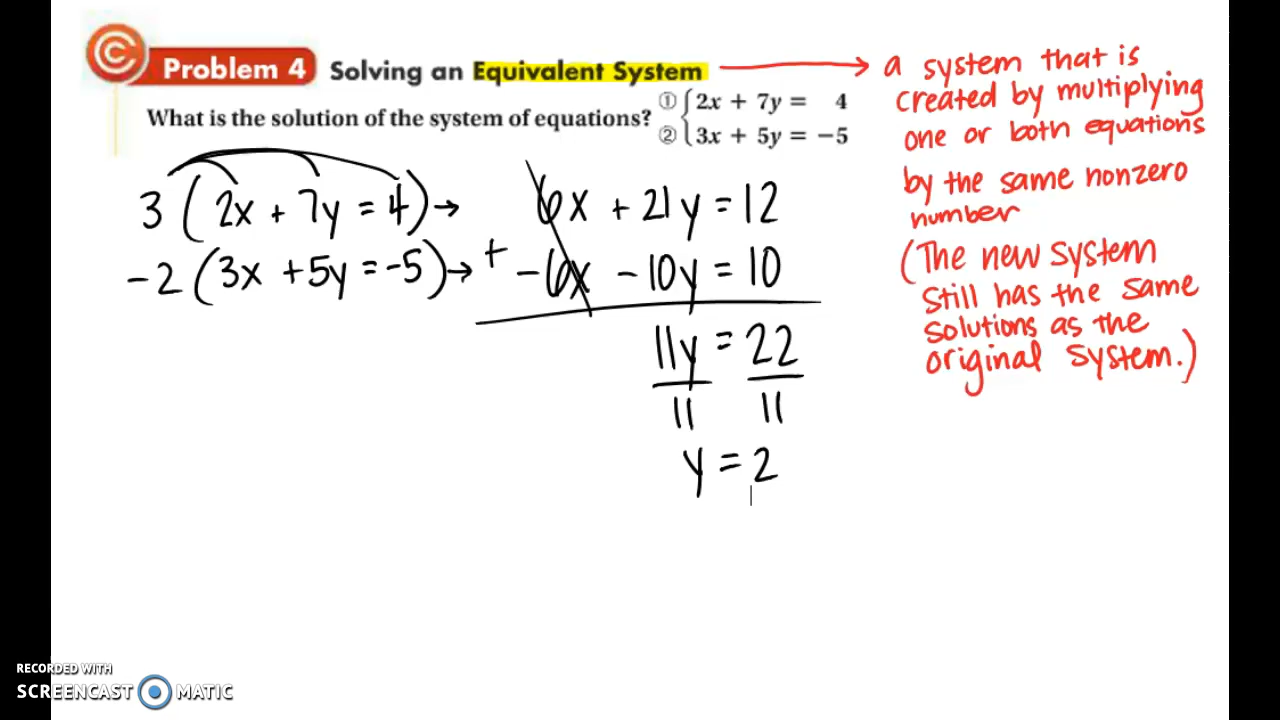 Problem 4 Solving an Equivalent System
What is the solution of the system of equations?
① 2x + 7y = 4
② 3x + 5y = −5
a system that is
created by multiplying
one or both equations
by the same nonzero
number
(The new system
still has the same
solutions as the
original system.)
3 (2x + 7y = 4) → 6x + 21y = 12
-2 (3x + 5y = -5) → + -6x - 10y = 10
11y = 22
11 11
y = 2
RECORDED WITH
SCREENCAST MATIC